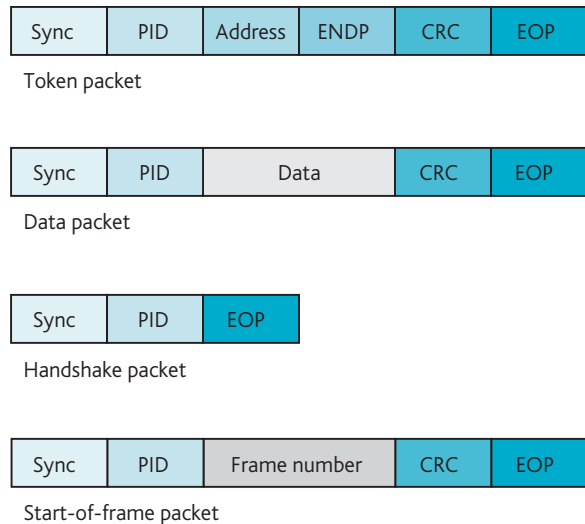 Sync PID Address ENDP CRC EOP
Token packet
Sync PID Data CRC EOP
Data packet
Sync PID EOP
Handshake packet
Sync PID Frame number CRC EOP
Start-of-frame packet